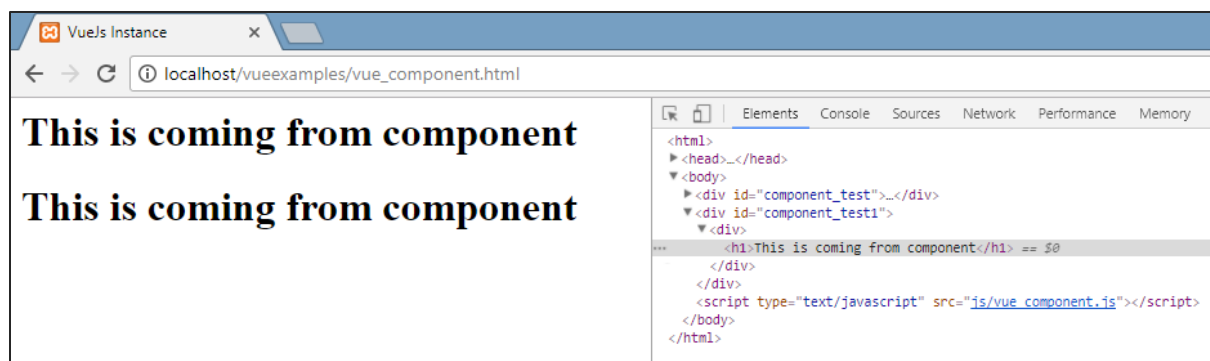 VueJs Instance
localhost/vueexamples/vue_component.html
This is coming from component
This is coming from component
Elements Console Sources Network Performance Memory
<html>
<head>…</head>
<body>
<div id="component_test">…</div>
<div id="component_test1">
<div>
<h1>This is coming from component</h1> == $0
</div>
</div>
<script type="text/javascript" src="js/vue_component.js"></script>
</body>
</html>